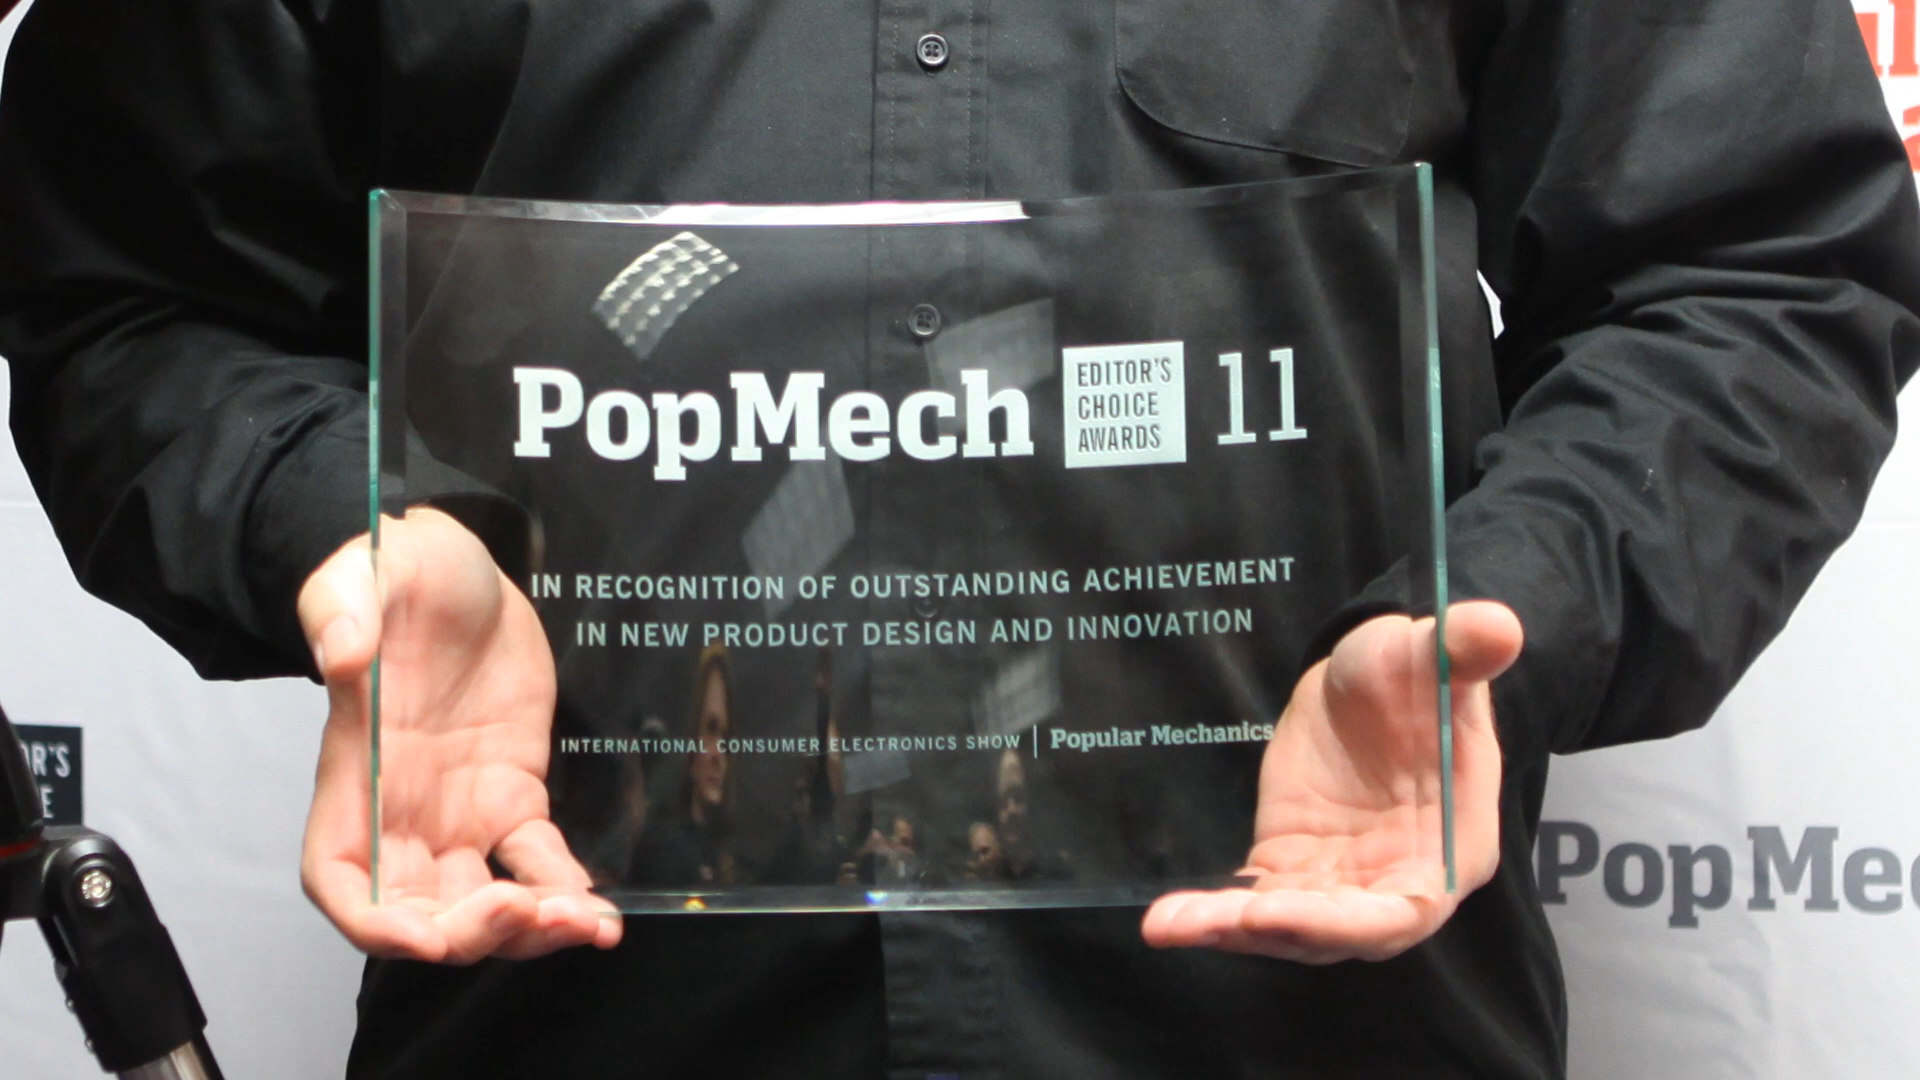 PopMech EDITOR'S CHOICE AWARDS 11
IN RECOGNITION OF OUTSTANDING ACHIEVEMENT
IN NEW PRODUCT DESIGN AND INNOVATION
INTERNATIONAL CONSUMER ELECTRONICS SHOW | Popular Mechanics
PopMec